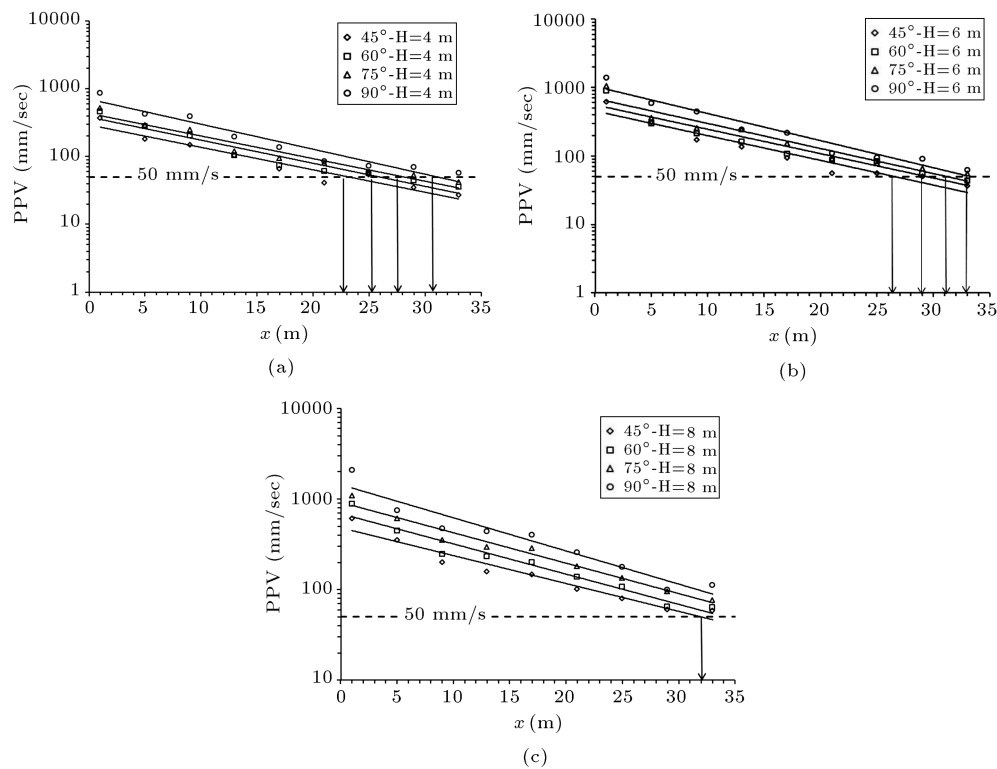 10000
1000
100
10
1
PPV (mm/sec)
45°-H=4 m
60°-H=4 m
75°-H=4 m
90°-H=4 m
50 mm/s
0 5 10 15 20 25 30 35
x (m)
(a)
10000
1000
100
10
1
PPV (mm/sec)
45°-H=6 m
60°-H=6 m
75°-H=6 m
90°-H=6 m
50 mm/s
0 5 10 15 20 25 30 35
x (m)
(b)
10000
1000
100
10
PPV (mm/sec)
45°-H=8 m
60°-H=8 m
75°-H=8 m
90°-H=8 m
50 mm/s
0 5 10 15 20 25 30 35
x (m)
(c)